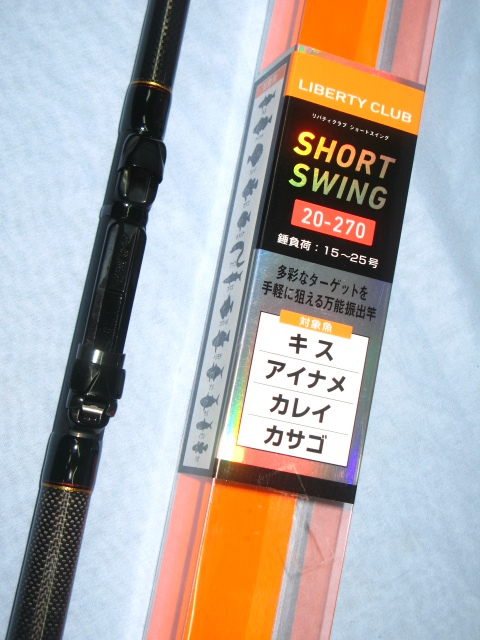 LIBERTY CLUB
リバティクラブ ショートスイング
SHORT
SWING
20-270
錘負荷：15～25号
多彩なターゲットを
手軽に狙える万能振出竿
対象魚
キス
アイナメ
カレイ
カサゴ